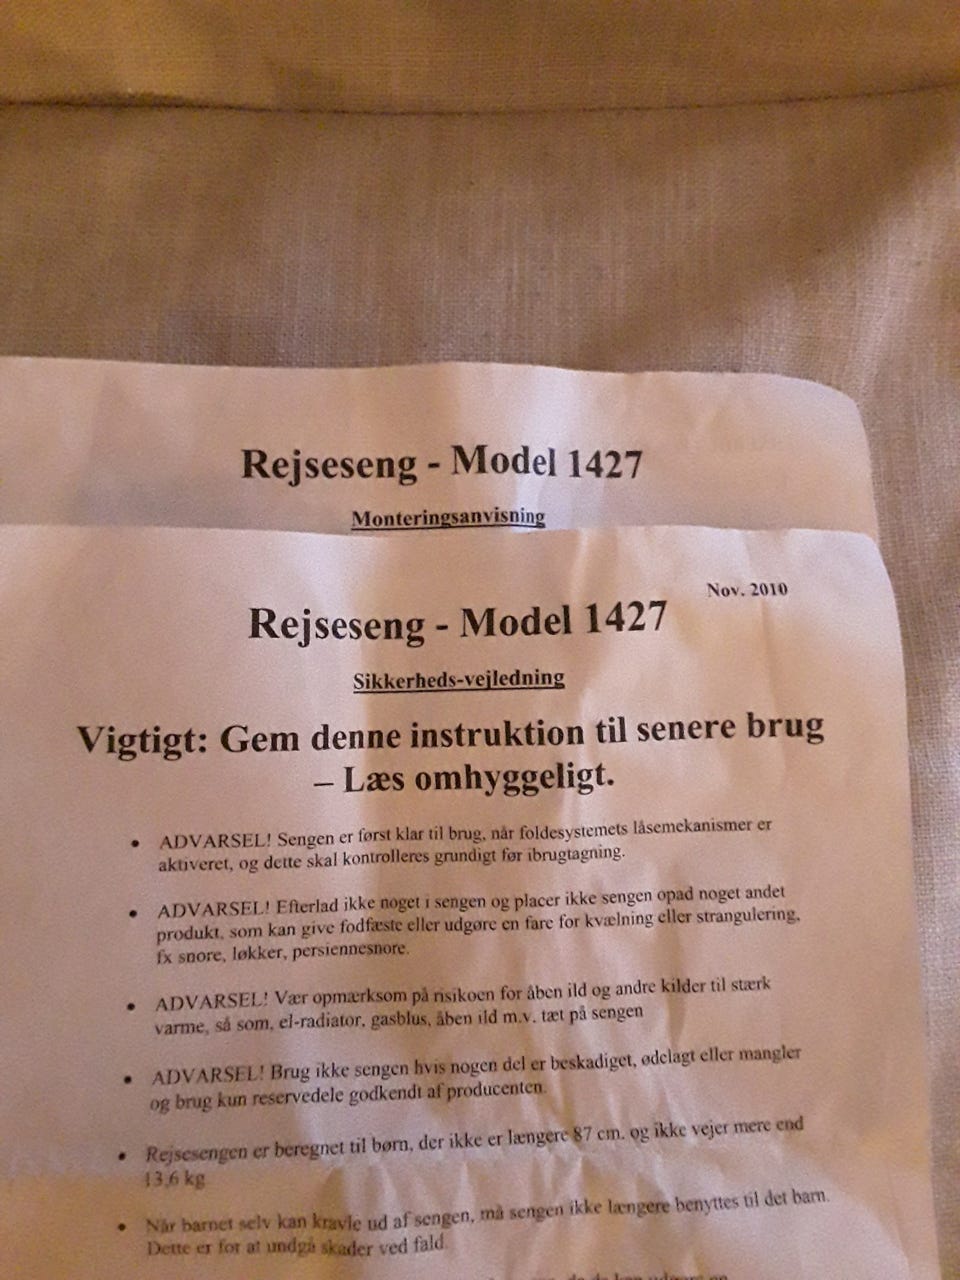 Rejseseng - Model 1427
Monteringsanvisning
Nov. 2010
Rejseseng - Model 1427
Sikkerheds-vejledning
Vigtigt: Gem denne instruktion til senere brug
– Læs omhyggeligt.
• ADVARSEL! Sengen er først klar til brug, når foldesystemets låsemekanismer er
aktiveret, og dette skal kontrolleres grundigt før ibrugtagning.
• ADVARSEL! Efterlad ikke noget i sengen og placer ikke sengen opad noget andet
produkt, som kan give fodfæste eller udgøre en fare for kvælning eller strangulering,
fx snore, løkker, persiennesnore.
• ADVARSEL! Vær opmærksom på risikoen for åben ild og andre kilder til stærk
varme, så som, el-radiator, gasblus, åben ild m.v. tæt på sengen
• ADVARSEL! Brug ikke sengen hvis nogen del er beskadiget, ødelagt eller mangler
og brug kun reservedele godkendt af producenten.
• Rejsesengen er beregnet til børn, der ikke er længere 87 cm. og ikke vejer mere end
13,6 kg
• Når barnet selv kan kravle ud af sengen, må sengen ikke længere benyttes til det barn.
Dette er for at undgå skader ved fald.